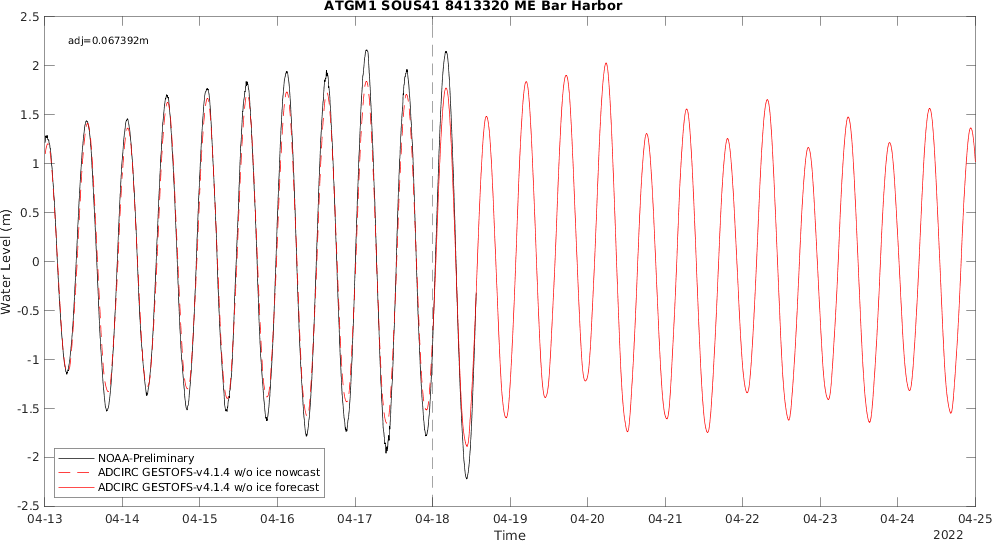 ATGM1 SOUS41 8413320 ME Bar Harbor
adj=0.067392m
2.5
2
1.5
1
0.5
0
-0.5
-1
-1.5
-2
-2.5
Water Level (m)
NOAA-Preliminary
ADCIRC GESTOFS-v4.1.4 w/o ice nowcast
ADCIRC GESTOFS-v4.1.4 w/o ice forecast
04-13 04-14 04-15 04-16 04-17 04-18 04-19 04-20 04-21 04-22 04-23 04-24 04-25
Time
2022